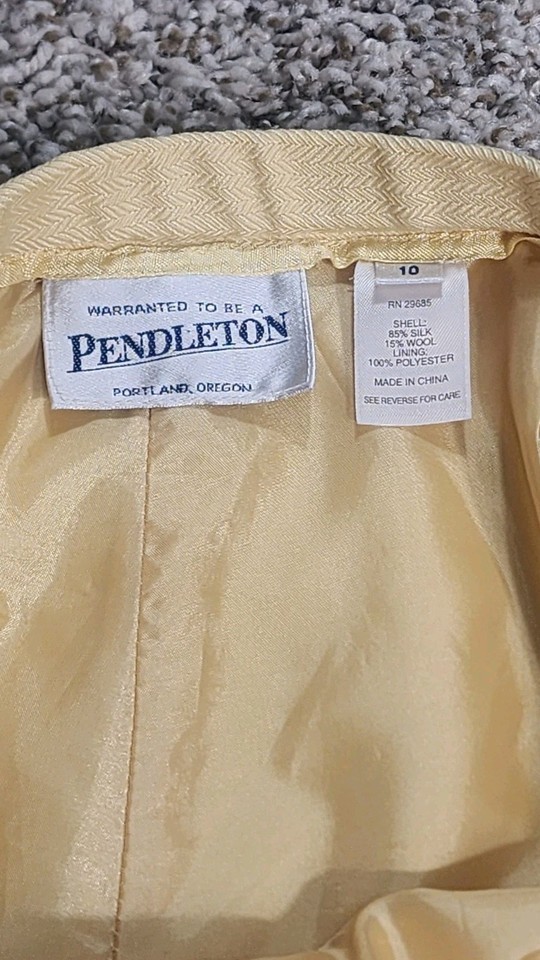 WARRANTED TO BE A
PENDLETON
PORTLAND, OREGON
10
RN 29685
SHELL:
85% SILK
15% WOOL
LINING:
100% POLYESTER
MADE IN CHINA
SEE REVERSE FOR CARE